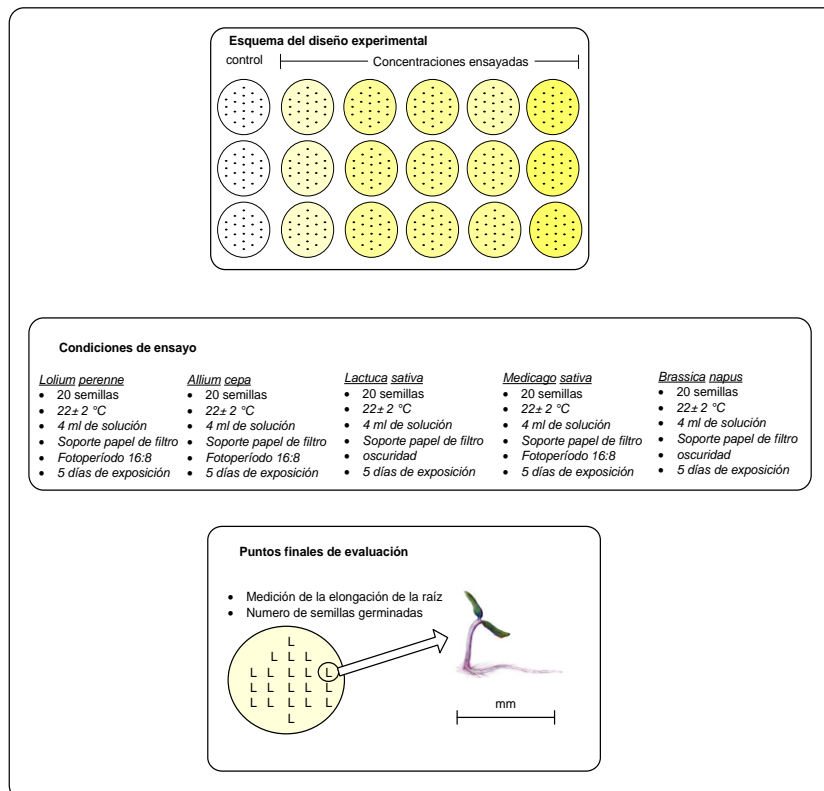 Esquema del diseño experimental
control
Concentraciones ensayadas
Condiciones de ensayo
Lolium perenne
• 20 semillas
• 22± 2 °C
• 4 ml de solución
• Soporte papel de filtro
• Fotoperíodo 16:8
• 5 días de exposición
Allium cepa
• 20 semillas
• 22± 2 °C
• 4 ml de solución
• Soporte papel de filtro
• Fotoperíodo 16:8
• 5 días de exposición
Lactuca sativa
• 20 semillas
• 22± 2 °C
• 4 ml de solución
• Soporte papel de filtro
• oscuridad
• 5 días de exposición
Medicago sativa
• 20 semillas
• 22± 2 °C
• 4 ml de solución
• Soporte papel de filtro
• Fotoperíodo 16:8
• 5 días de exposición
Brassica napus
• 20 semillas
• 22± 2 °C
• 4 ml de solución
• Soporte papel de filtro
• oscuridad
• 5 días de exposición
Puntos finales de evaluación
• Medición de la elongación de la raíz
• Numero de semillas germinadas
L
L L L
L L L L L
L L L L L
L L L L L
L
mm